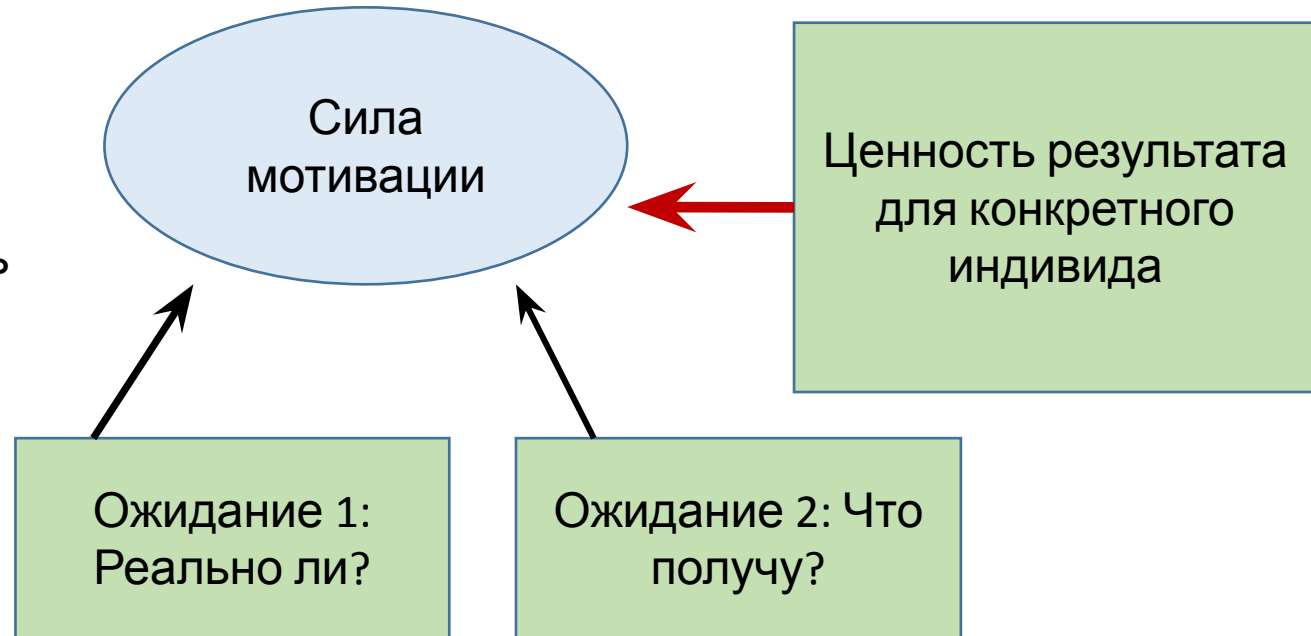 Сила
мотивации
Ценность результата
для конкретного
индивида
ь
Ожидание 1:
Реально ли?
Ожидание 2: Что
получу?